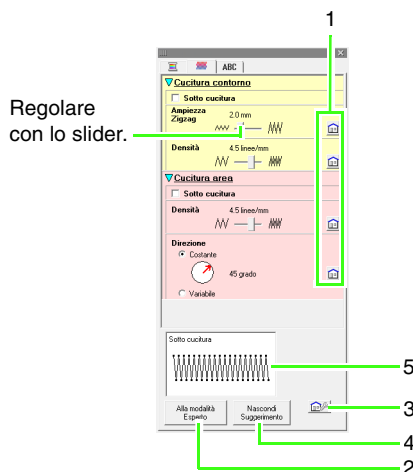 1
ABC
Cucitura contorno
Sotto cucitura
Ampiezza
Zigzag
2.0 mm
Regolare
con lo slider.
Densità
4.5 linee/mm
Cucitura area
Sotto cucitura
Densità
4.5 linee/mm
Direzione
Costante
45 grado
Variabile
Sotto cucitura
5
3
Alla modalità
Esperto
Nascondi
Suggerimento
4
2